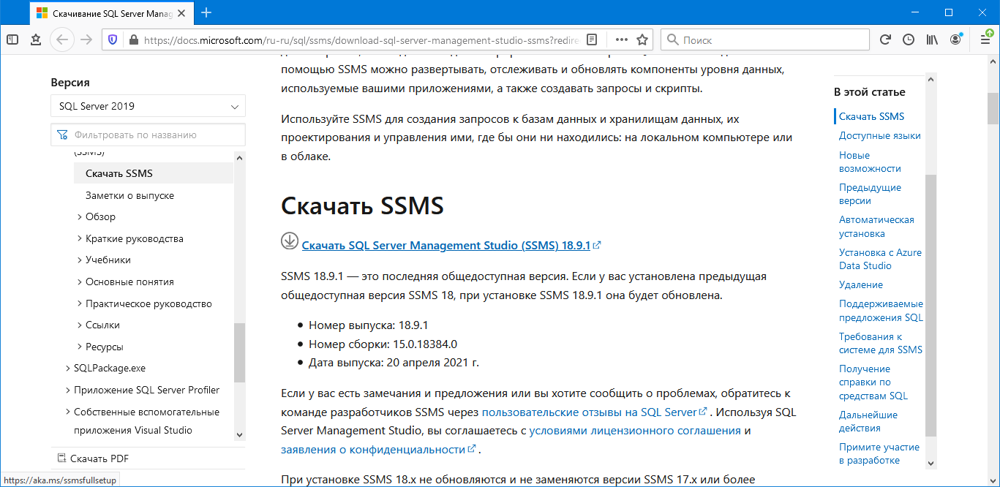 Скачивание SQL Server Manag
https://docs.microsoft.com/ru-ru/sql/ssms/download-sql-server-management-studio-ssms?redire
Поиск
Версия
SQL Server 2019
Фильтровать по названию
(SSMS)
Скачать SSMS
Заметки о выпуске
Обзор
Краткие руководства
Учебники
Основные понятия
Практическое руководство
Ссылки
Ресурсы
SQLPackage.exe
Приложение SQL Server Profiler
Собственные вспомогательные
приложения Visual Studio
Скачать PDF
помощью SSMS можно развертывать, отслеживать и обновлять компоненты уровня данных,
используемые вашими приложениями, а также создавать запросы и скрипты.
Используйте SSMS для создания запросов к базам данных и хранилищам данных, их
проектирования и управления ими, где бы они ни находились: на локальном компьютере или
в облаке.
Скачать SSMS
Скачать SQL Server Management Studio (SSMS) 18.9.1
SSMS 18.9.1 — это последняя общедоступная версия. Если у вас установлена предыдущая
общедоступная версия SSMS 18, при установке SSMS 18.9.1 она будет обновлена.
• Номер выпуска: 18.9.1
• Номер сборки: 15.0.18384.0
• Дата выпуска: 20 апреля 2021 г.
Если у вас есть замечания и предложения или вы хотите сообщить о проблемах, обратитесь к
команде разработчиков SSMS через пользовательские отзывы на SQL Server . Используя SQL
Server Management Studio, вы соглашаетесь с условиями лицензионного соглашения и
заявления о конфиденциальности .
При установке SSMS 18.x не обновляются и не заменяются версии SSMS 17.x или более
В этой статье
Скачать SSMS
Доступные языки
Новые
возможности
Предыдущие
версии
Автоматическая
установка
Установка с Azure
Data Studio
Удаление
Поддерживаемые
предложения SQL
Требования к
системе для SSMS
Получение
справки по
средствам SQL
Дальнейшие
действия
Примите участие
в разработке
https://aka.ms/ssmsfullsetup